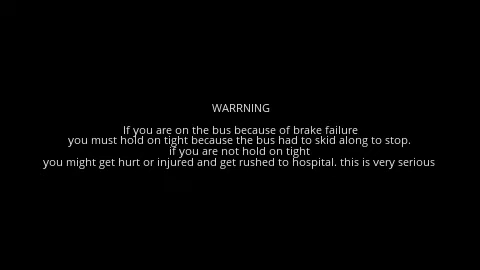 WARRNING
If you are on the bus because of brake failure
you must hold on tight because the bus had to skid along to stop.
if you are not hold on tight
you might get hurt or injured and get rushed to hospital. this is very serious